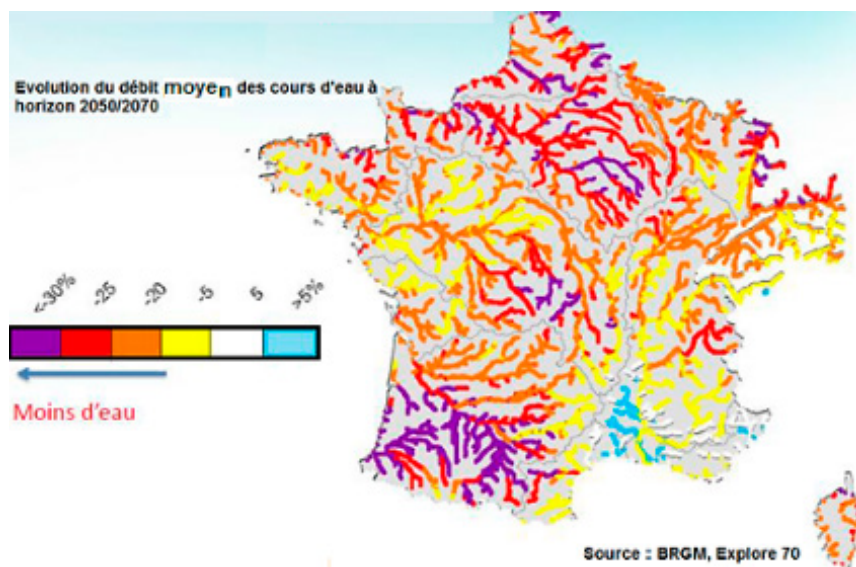 Evolution du débit moyen des cours d'eau à
horizon 2050/2070
<-30% -25 -20 -5 5 >5%
Moins d'eau
Source : BRGM, Explore 70